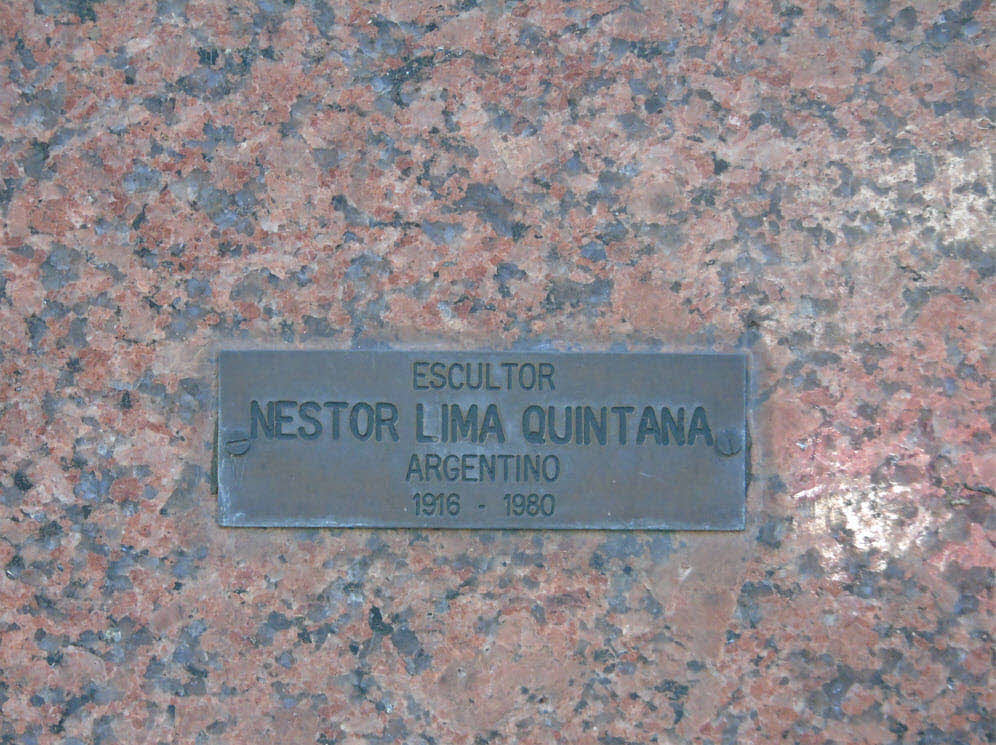 ESCULTOR
NESTOR LIMA QUINTANA
ARGENTINO
1916 - 1980